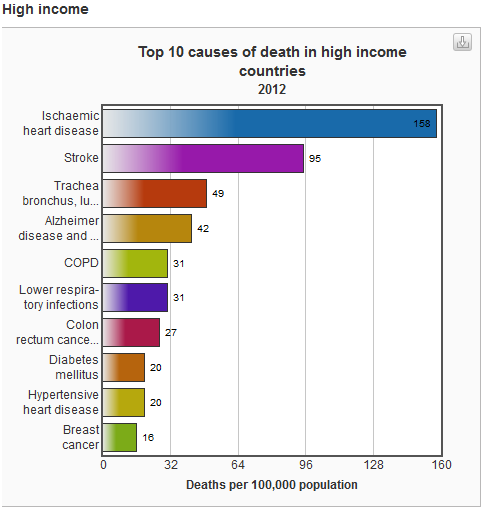 High income
Top 10 causes of death in high income
countries
2012
Ischaemic
heart disease
158
Stroke
95
Trachea
bronchus, lu...
49
Alzheimer
disease and ...
42
COPD
31
Lower respira-
tory infections
31
Colon
rectum cance...
27
Diabetes
mellitus
20
Hypertensive
heart disease
20
Breast
cancer
16
0 32 64 96 128 160
Deaths per 100,000 population